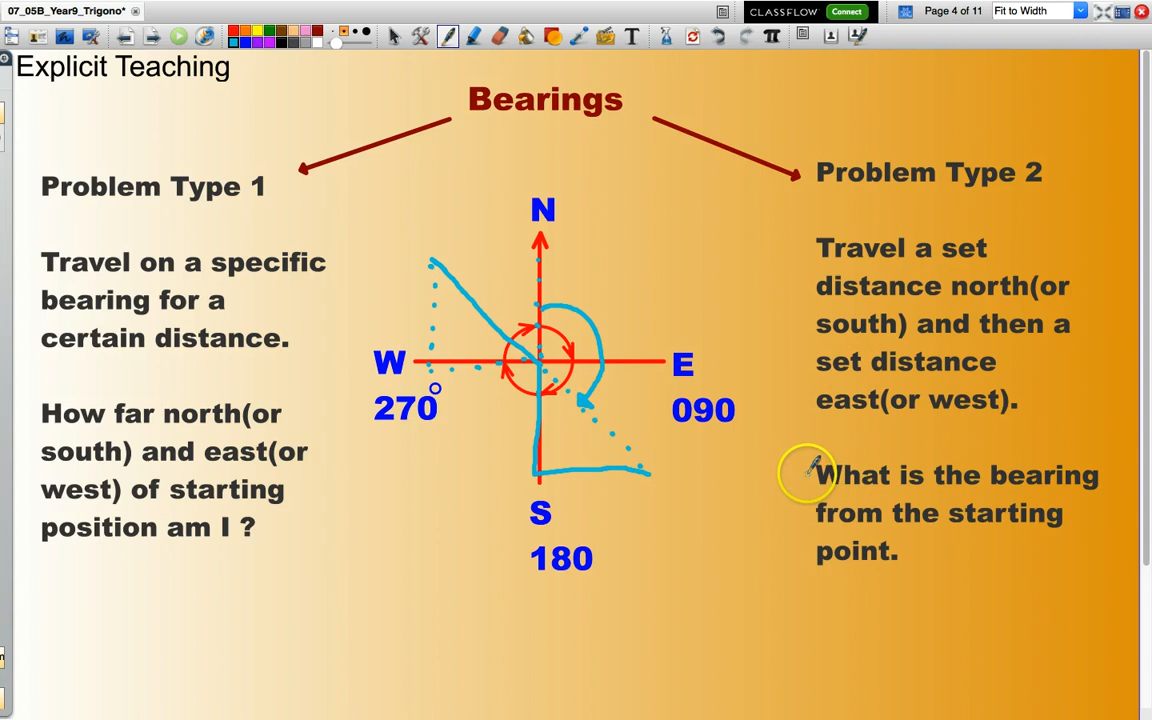 07_05B_Year9_Trigono*
CLASSFLOW Connect
Page 4 of 11
Fit to Width
Explicit Teaching
Bearings
Problem Type 1
Travel on a specific
bearing for a
certain distance.
How far north(or
south) and east(or
west) of starting
position am I ?
N
W
270°
E
090
S
180
Problem Type 2
Travel a set
distance north(or
south) and then a
set distance
east(or west).
What is the bearing
from the starting
point.